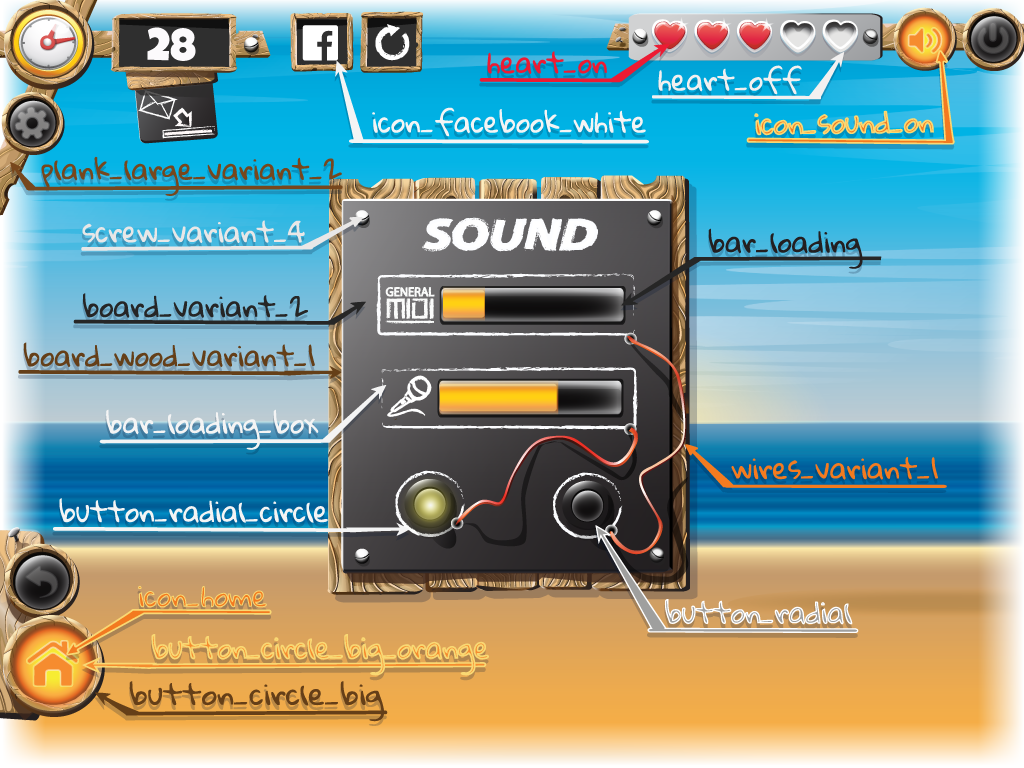 28
f
heart_on
heart_off
icon_facebook_white
icon_sound_on
plank_large_variant_2
screw_variant_4
SOUND
bar_loading
GENERAL
MIDI
board_variant_2
board_wood_variant_1
bar_loading_box
wires_variant_1
button_radial_circle
icon_home
button_radial
button_circle_big_orange
button_circle_big